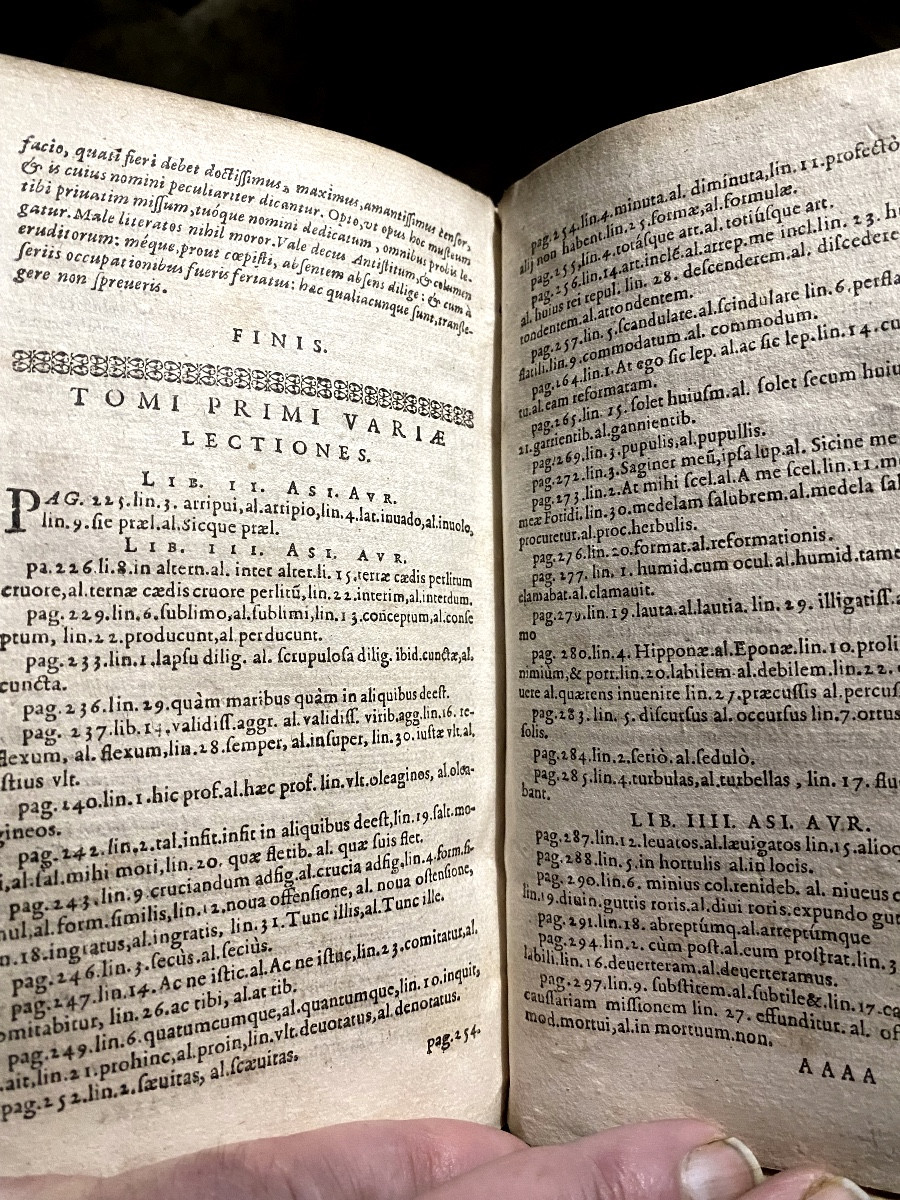 facio, quati fieri debet doctissimus, maximus, amantissimus censor,
& is cuius nomini peculiariter dicantur. Opto, vt opus hoc musteum
tibi priuatim missum, tuóque nomini dedicatum, omnibus probis le-
gatur. Male literatos nihil moror. Vale decus Antistitum, & columen
eruditorum: méque, prout cœpisti, absentem absens dilige: & cum à
seriis occupationibus fueris feriatus: hæc qualiacunque sunt, transle-
gere non spreueris.
FINIS.
TOMI PRIMI VARIÆ
LECTIONES.
LIB. II. ASI. AVR.
PAG. 225.lin.3. arripui,al.arripio,lin.4.lat.inuado,al.inuolo,
lin.9.sic præl.al.Sicque præl.
LIB. III. ASI. AVR.
pa.226.li.8.in altern.al. inter alter.li.15.terræ cædis perlitum
cruore,al.ternæ cædis cruore perlitũ,lin.22.interim,al.interdum.
pag.229.lin.6.sublimo,al.sublimi,lin.13.conceptum,al.conse
ptum, lin.22.producunt,al.perducunt.
pag.233.lin.1.lapsu dilig. al. scrupulosa dilig. ibid.cunctæ,al.
cuncta.
pag.236.lin.29.quàm maribus quàm in aliquibus deest.
pag. 237.lib.14.validiss.aggr. al.validiss. virib.agg.lin.16. re-
flexum, al. flexum,lin.28.semper, al.insuper, lin.30.iustæ vlt.al,
stius vlt.
pag. 140.lin.1.hic prof.al.hæc prof. lin.vlt.oleaginos, al.olea-
gineos.
pag.242.lin.2.tal.infit.infit in aliquibus deest,lin.19.salt.mo-
i,al.sal.mihi mori,lin.20. quæ fletib. al. quæ suis flet.
pag.243.lin.9.cruciandum adfig.al.crucia adfig,lin.4.form.si-
mul,al.form.similis,lin.12.noua offensione, al. noua ostensione,
n.18.ingratus,al.ingratis, lin.31.Tunc illis,al.Tunc ille.
pag.246.lin.3.secùs.al.seciùs.
pag.247.lin.14. Ac ne istic.al.Ac ne istuc,lin.23.comitatur,al.
omitabitur, lin.26.ac tibi, al.at tib.
pag.249.lin.6.quatumcumque,al.quantumque,lin.10.inquit,
.ait,lin.21.prohinc,al.proin,lin.vlt.deuotatus,al.denotatus.
pag.252.lin.2.sæuitas, al.scæuitas.
pag.254.
pag.254.lin.4.minuta.al. diminuta,lin.11.profectò
alij non habent.lin.25.formæ,al.formulæ.
pag.255,lin.4.totásque art.al.totiúsque art.
pag.256.lin.14.art.inclé.al.arrep.me incl.lin. 23. h
al. huius rei repul. lin. 28. descenderem.al. discedere
tondentem.al.attondentem.
pag.257.lin.5.scandulare.al.scindulare lin.6.perfla
flatili.lin.9.commodatum.al. commodum.
pag.164.lin.1.At ego sic lep. al.ac sic lep.lin.14.cu
tu.al.eam reformatam.
pag.265.lin. 15. solet huiusm.al. solet secum huiu
21.garrientib.al.gannientib.
pag.269.lin.3.pupulis,al.pupullis.
pag.272.lin.3.Saginer meũ,ipsa lup.al. Sicine me
pag.273.lin.2.At mihi scel.al.A me scel.lin.11.m
meæ Fotidi.lin.30.medelam salubrem.al.medela sal
procuretur.al.proc.herbulis.
pag.276.lin.20.format.al.reformationis.
pag.277. lin. 1. humid.cum ocul.al.humid.tame
clamabat.al.clamauit.
pag.279.lin.19.lauta.al.lautia. lin. 29. illigatiss.a
mo
pag. 280.lin.4. Hipponæ.al.Eponæ.lin.10.proli
nimiùm,& porr.lin.20.labilem.al.debilem.lin.22.
uere al.quærens inuenire lin.27.præcussis al.percus
pag.283.lin. 5. discursus al. occursus lin.7.ortus
solis.
pag.284.lin.2.seriò.al.sedulò.
pag.285.lin.4.turbulas,al.turbellas , lin. 17. flu
bant.
LIB. IIII. ASI. AVR.
pag.287.lin.12.leuatos.al.læuigatos lin.15.alioq
pag.288.lin.5.in hortulis al.in locis.
pag.290.lin.6. minius col.renideb. al. niueus c
lin.19.diuin.guttis roris.al.diui roris.expundo gut
pag.291.lin.18. abreptúmq.al.arreptúmque
pag.294.lin.2. cùm post.al.eum prostrat.lin.3
labili.lin.16.deuerteram.al.deuerteramus.
pag.297.lin.9. substitem.al.subtile&.lin.17.ca
causariam missionem lin. 27. effunditur. al. of
mod.mortui,al.in mortuum.non.
AAAA